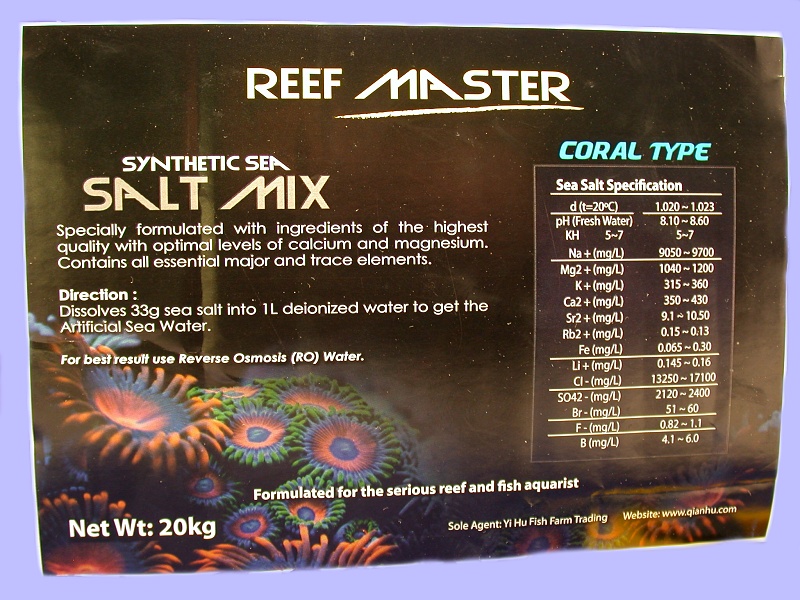 REEF MASTER
SYNTHETIC SEA
SALT MIX
Specially formulated with ingredients of the highest
quality with optimal levels of calcium and magnesium.
Contains all essential major and trace elements.
Direction :
Dissolves 33g sea salt into 1L deionized water to get the
Artificial Sea Water.
For best result use Reverse Osmosis (RO) Water.
CORAL TYPE
Sea Salt Specification
d (t=20ºC) 1.020 ~ 1.023
pH (Fresh Water) 8.10 ~ 8.60
KH 5~7 5~7
Na + (mg/L) 9050 ~ 9700
Mg2 + (mg/L) 1040 ~ 1200
K + (mg/L) 315 ~ 360
Ca2 + (mg/L) 350 ~ 430
Sr2 + (mg/L) 9.1 ~ 10.50
Rb2 + (mg/L) 0.15 ~ 0.13
Fe (mg/L) 0.065 ~ 0.30
Li + (mg/L) 0.145 ~ 0.16
Cl - (mg/L) 13250 ~ 17100
SO42 - (mg/L) 2120 ~ 2400
Br - (mg/L) 51 ~ 60
F - (mg/L) 0.82 ~ 1.1
B (mg/L) 4.1 ~ 6.0
Formulated for the serious reef and fish aquarist
Net Wt: 20kg
Sole Agent: Yi Hu Fish Farm Trading Website: www.qianhu.com